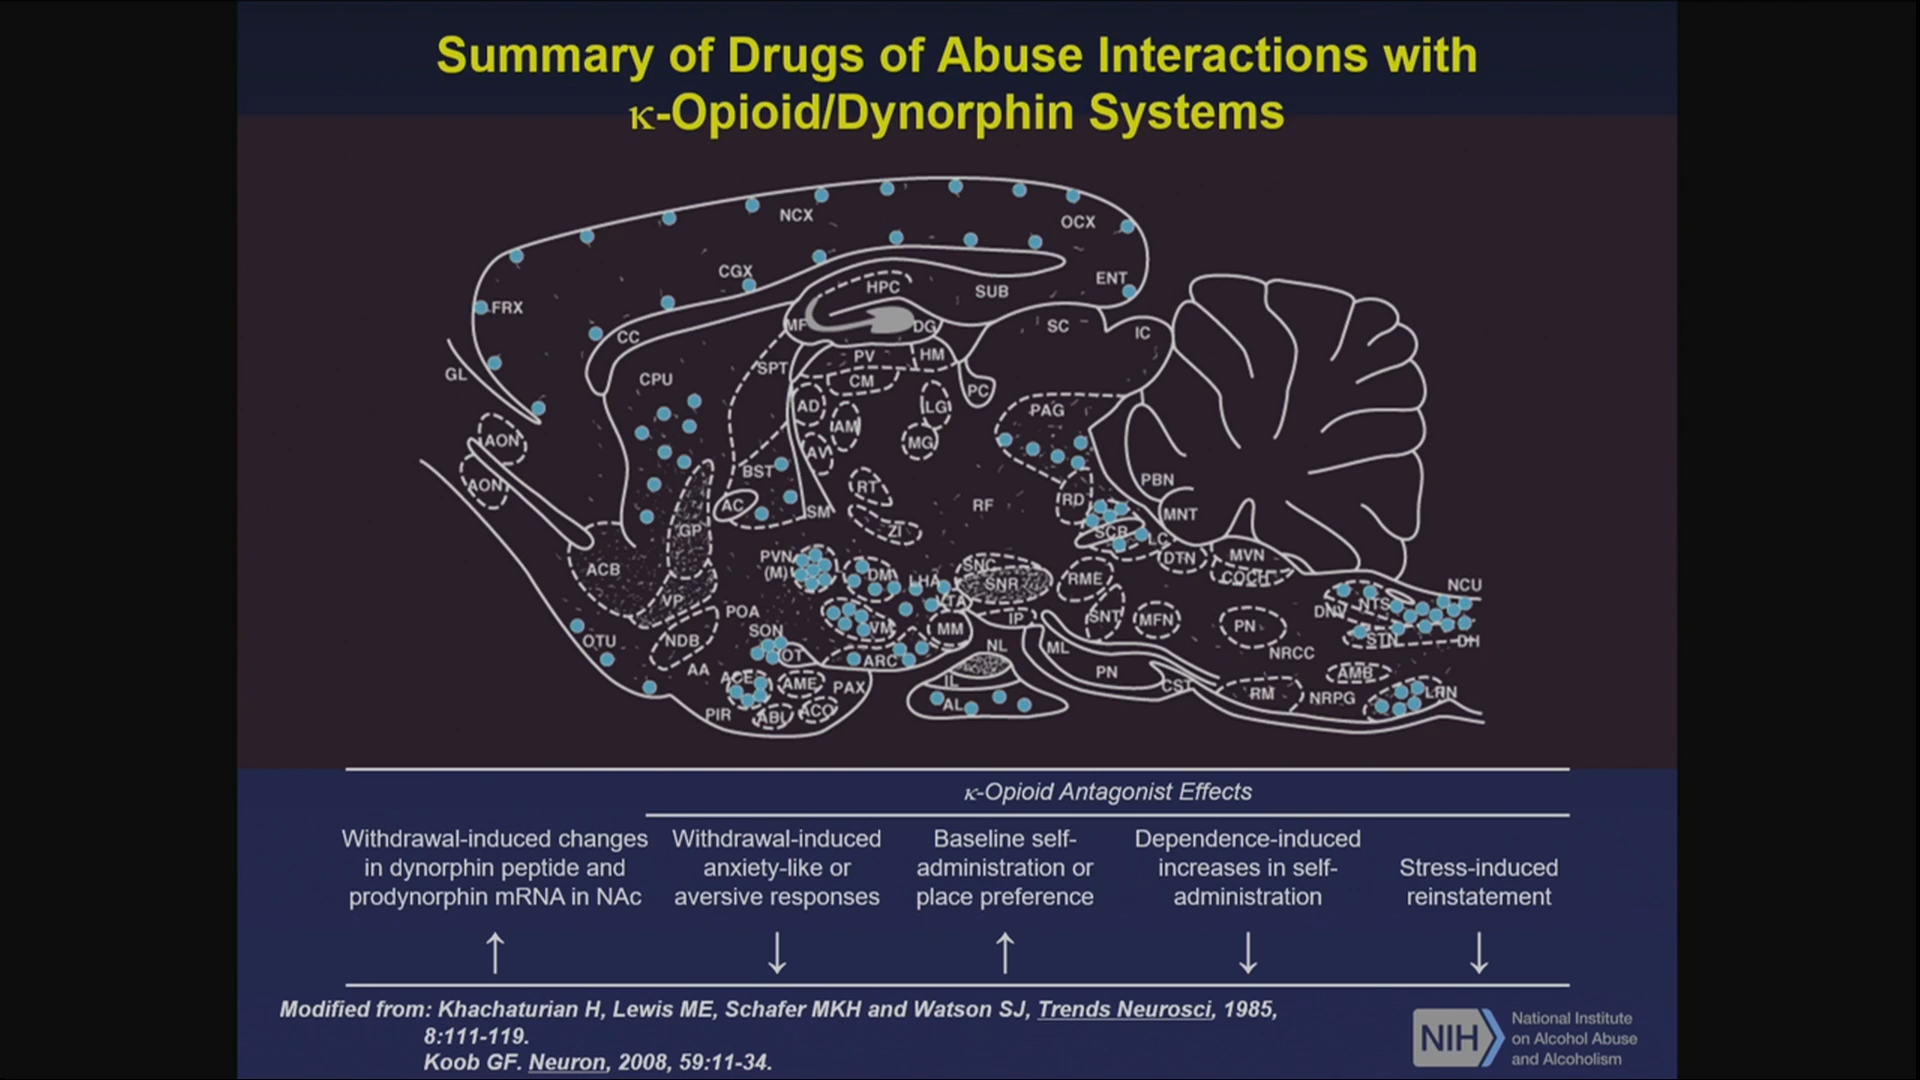 Summary of Drugs of Abuse Interactions with
κ-Opioid/Dynorphin Systems
NCX
OCX
CGX
ENT
HPC
SUB
FRX
MF
DG
SC
IC
CC
PV
HM
GL
CPU
SPT
CM
PC
AD
LG
PAG
AM
AON
MG
AV
BST
PBN
AON
RT
RD
AC
SM
RF
MNT
GP
ZI
SCP
LC
PVN
(M)
DTN
MVN
ACB
DM
LHA
SNC
SNR
RME
COCH
NCU
VP
VTA
DNV
NTS
POA
IP
SNT
MFN
PN
SON
VM
MM
STN
DH
OTU
NDB
OT
ARC
NL
ML
NRCC
AA
ACE
AME
PAX
IL
PN
CST
AMB
RM
NRPG
LRN
PIR
ABL
ACO
AL
κ-Opioid Antagonist Effects
Withdrawal-induced changes
in dynorphin peptide and
prodynorphin mRNA in NAc
↑
Withdrawal-induced
anxiety-like or
aversive responses
↓
Baseline self-
administration or
place preference
↑
Dependence-induced
increases in self-
administration
↓
Stress-induced
reinstatement
↓
Modified from: Khachaturian H, Lewis ME, Schafer MKH and Watson SJ, Trends Neurosci, 1985,
8:111-119.
Koob GF. Neuron, 2008, 59:11-34.
NIH
National Institute
on Alcohol Abuse
and Alcoholism